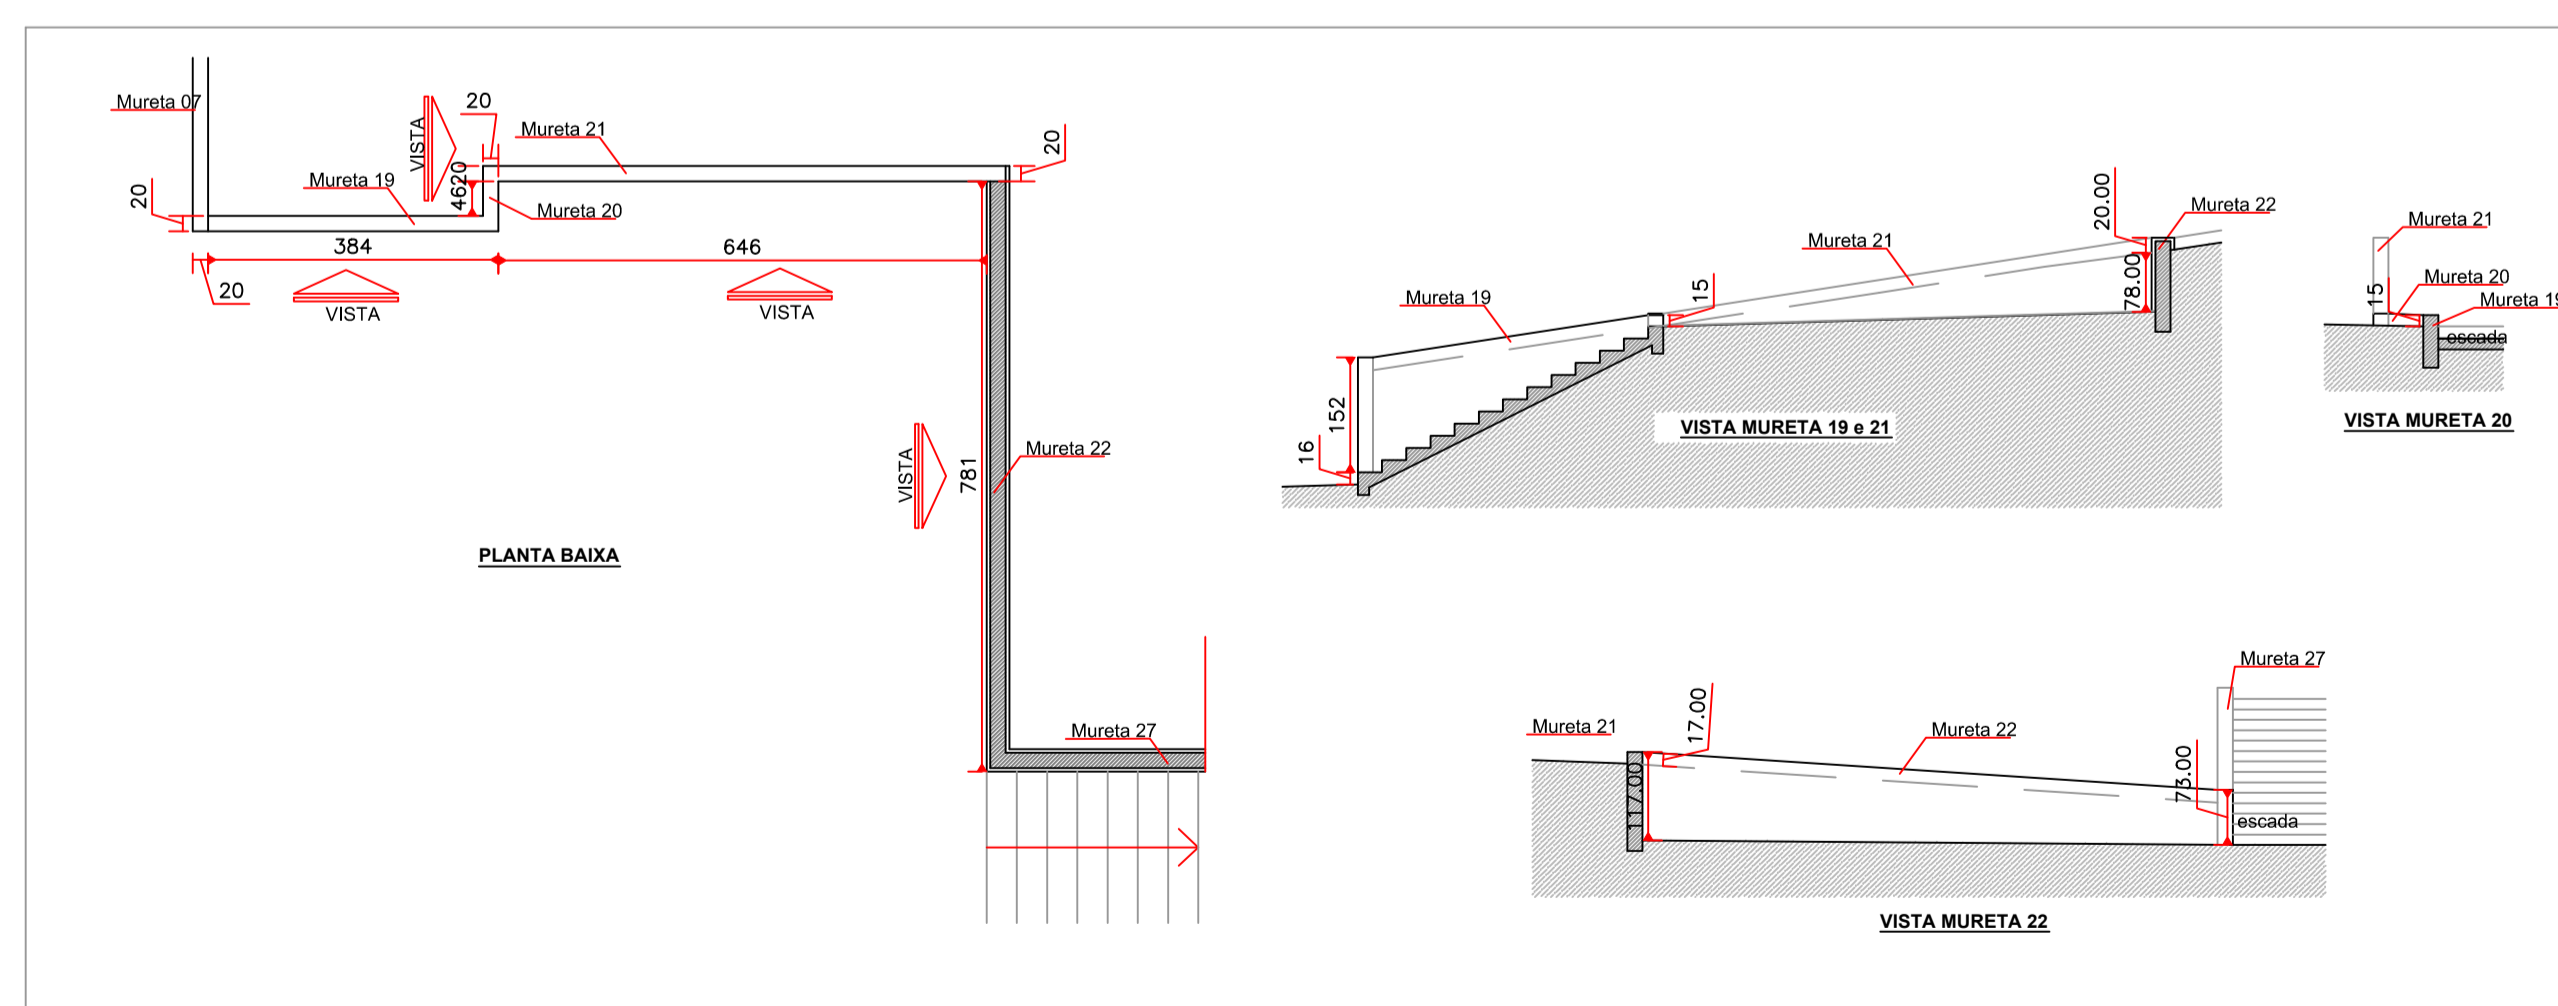 Mureta 07
VISTA
20
Mureta 21
20
Mureta 19
4620
Mureta 20
20
384
646
20
VISTA
VISTA
Mureta 22
VISTA
781
PLANTA BAIXA
Mureta 27
20.00
Mureta 22
Mureta 21
78.00
15
Mureta 19
152
16
VISTA MURETA 19 e 21
Mureta 21
Mureta 20
Mureta 19
15
escada
VISTA MURETA 20
Mureta 27
17.00
Mureta 21
Mureta 22
117.00
73.00
escada
VISTA MURETA 22